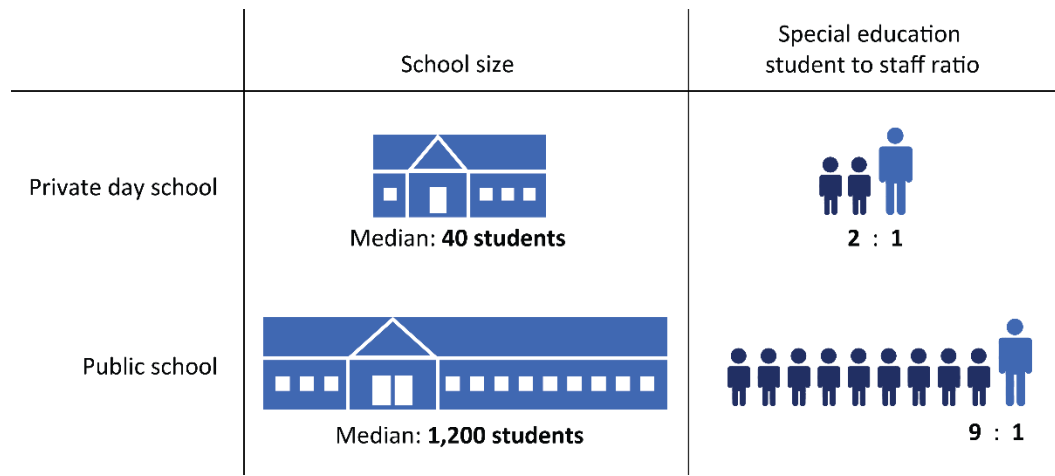 School size
Special education
student to staff ratio
Private day school
Median: 40 students
2 : 1
Public school
Median: 1,200 students
9 : 1